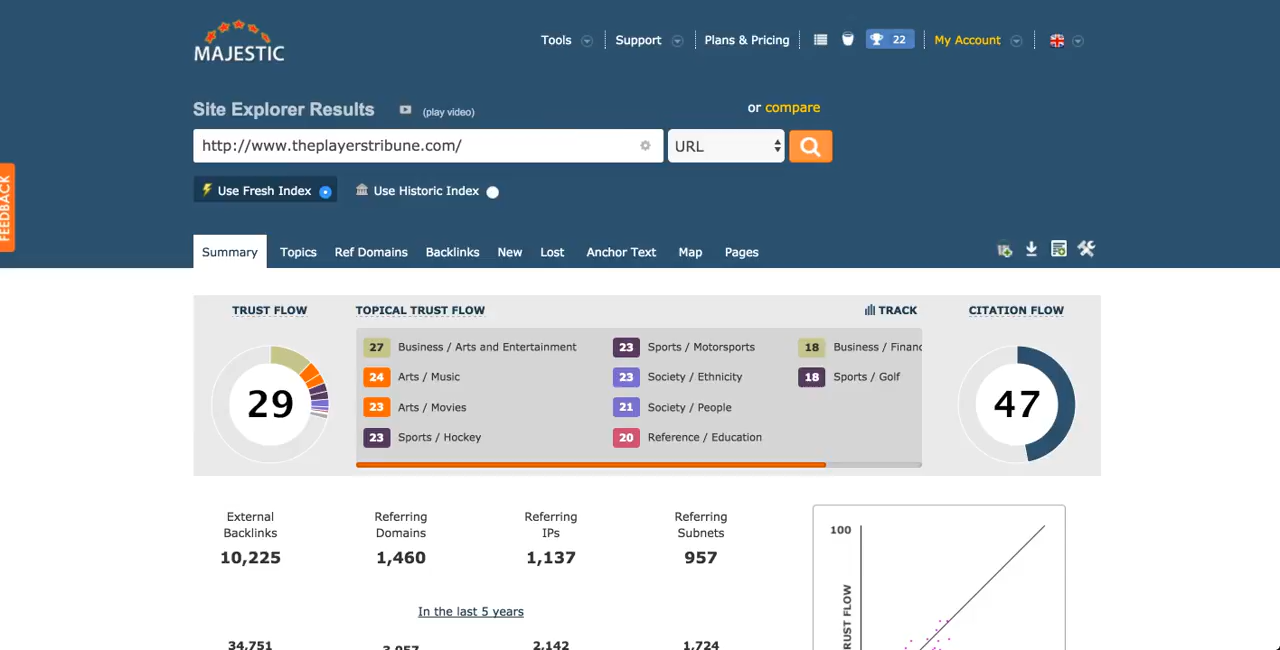 MAJESTIC
Tools
Support
Plans & Pricing
22
My Account
Site Explorer Results
(play video)
or compare
http://www.theplayerstribune.com/
URL
FEEDBACK
Use Fresh Index
Use Historic Index
Summary
Topics
Ref Domains
Backlinks
New
Lost
Anchor Text
Map
Pages
TRUST FLOW
29
TOPICAL TRUST FLOW
TRACK
27 Business / Arts and Entertainment
24 Arts / Music
23 Arts / Movies
23 Sports / Hockey
23 Sports / Motorsports
23 Society / Ethnicity
21 Society / People
20 Reference / Education
18 Business / Financ
18 Sports / Golf
CITATION FLOW
47
External
Backlinks
10,225
Referring
Domains
1,460
Referring
IPs
1,137
Referring
Subnets
957
In the last 5 years
34,751
3,957
2,142
1,724
100
RUST FLOW